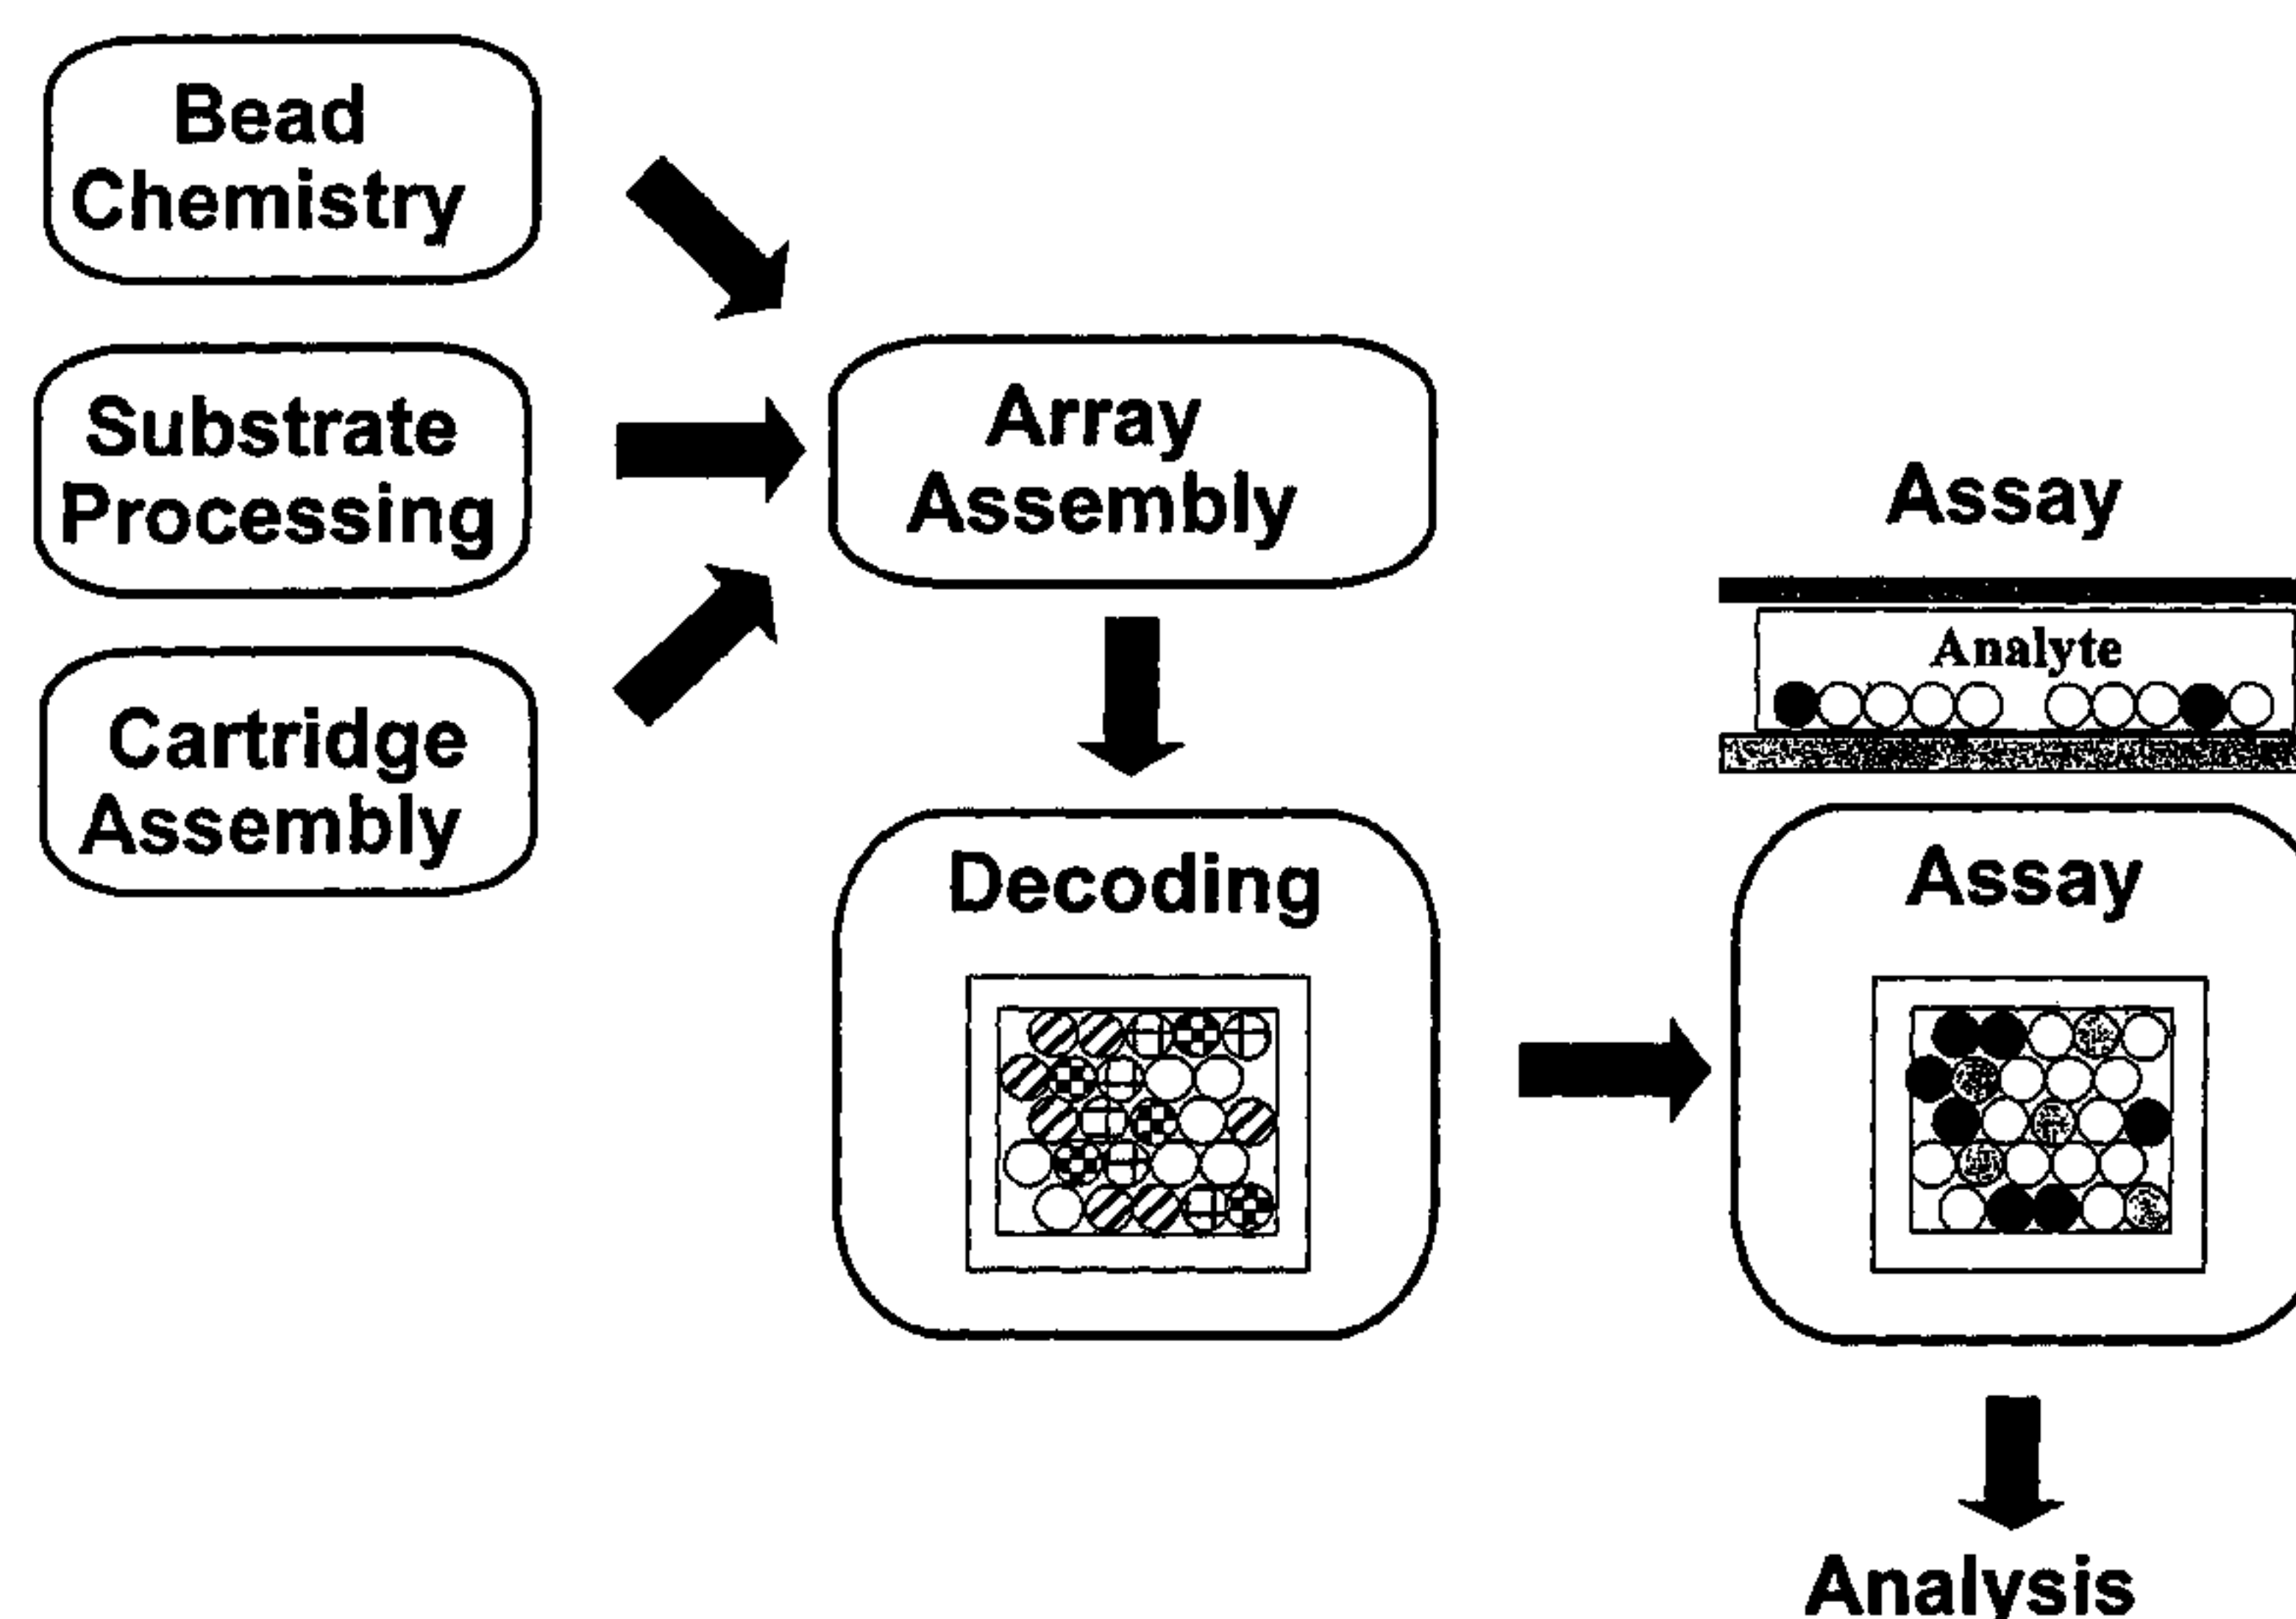 Bead
Chemistry
Substrate
Processing
Cartridge
Assembly
Array
Assembly
Decoding
Assay
Analyte
Assay
Analysis